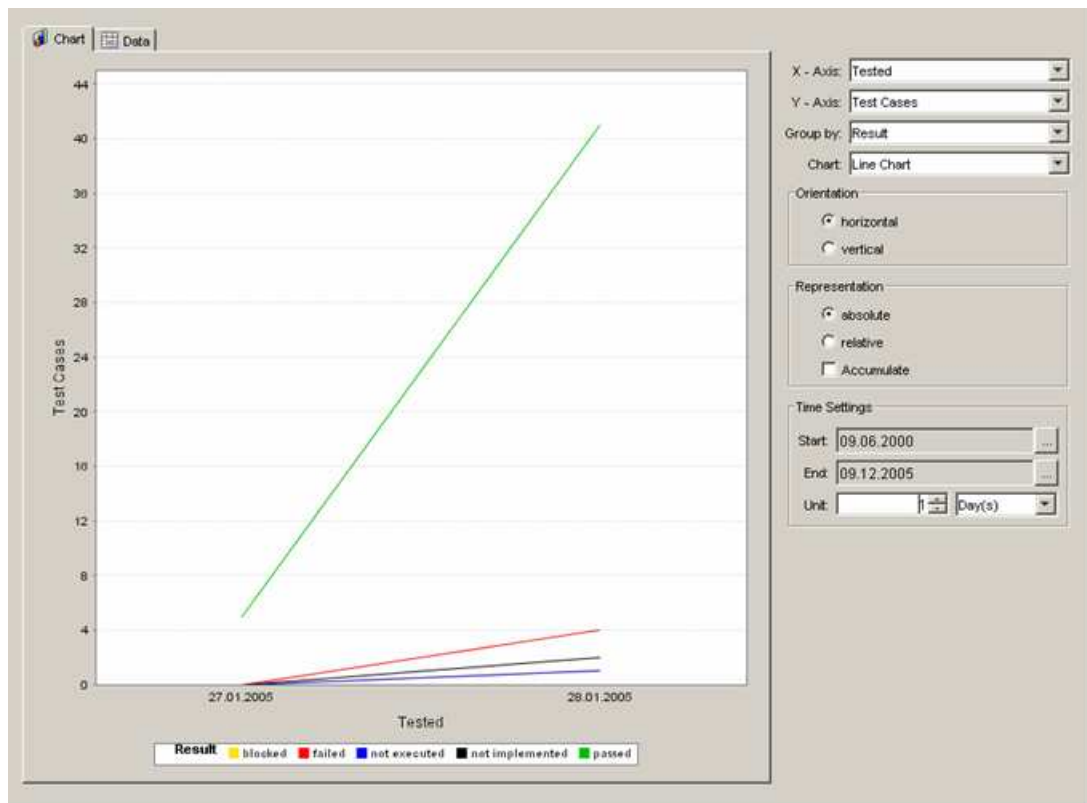 Chart Data
44
40
36
32
28
24
20
16
12
8
4
0
Test Cases
27.01.2005 28.01.2005
Tested
Result blocked failed not executed not implemented passed
X - Axis: Tested
Y - Axis: Test Cases
Group by: Result
Chart: Line Chart
Orientation
horizontal
vertical
Representation
absolute
relative
Accumulate
Time Settings
Start: 09.06.2000 ...
End: 09.12.2005 ...
Unit: 1 Day(s)